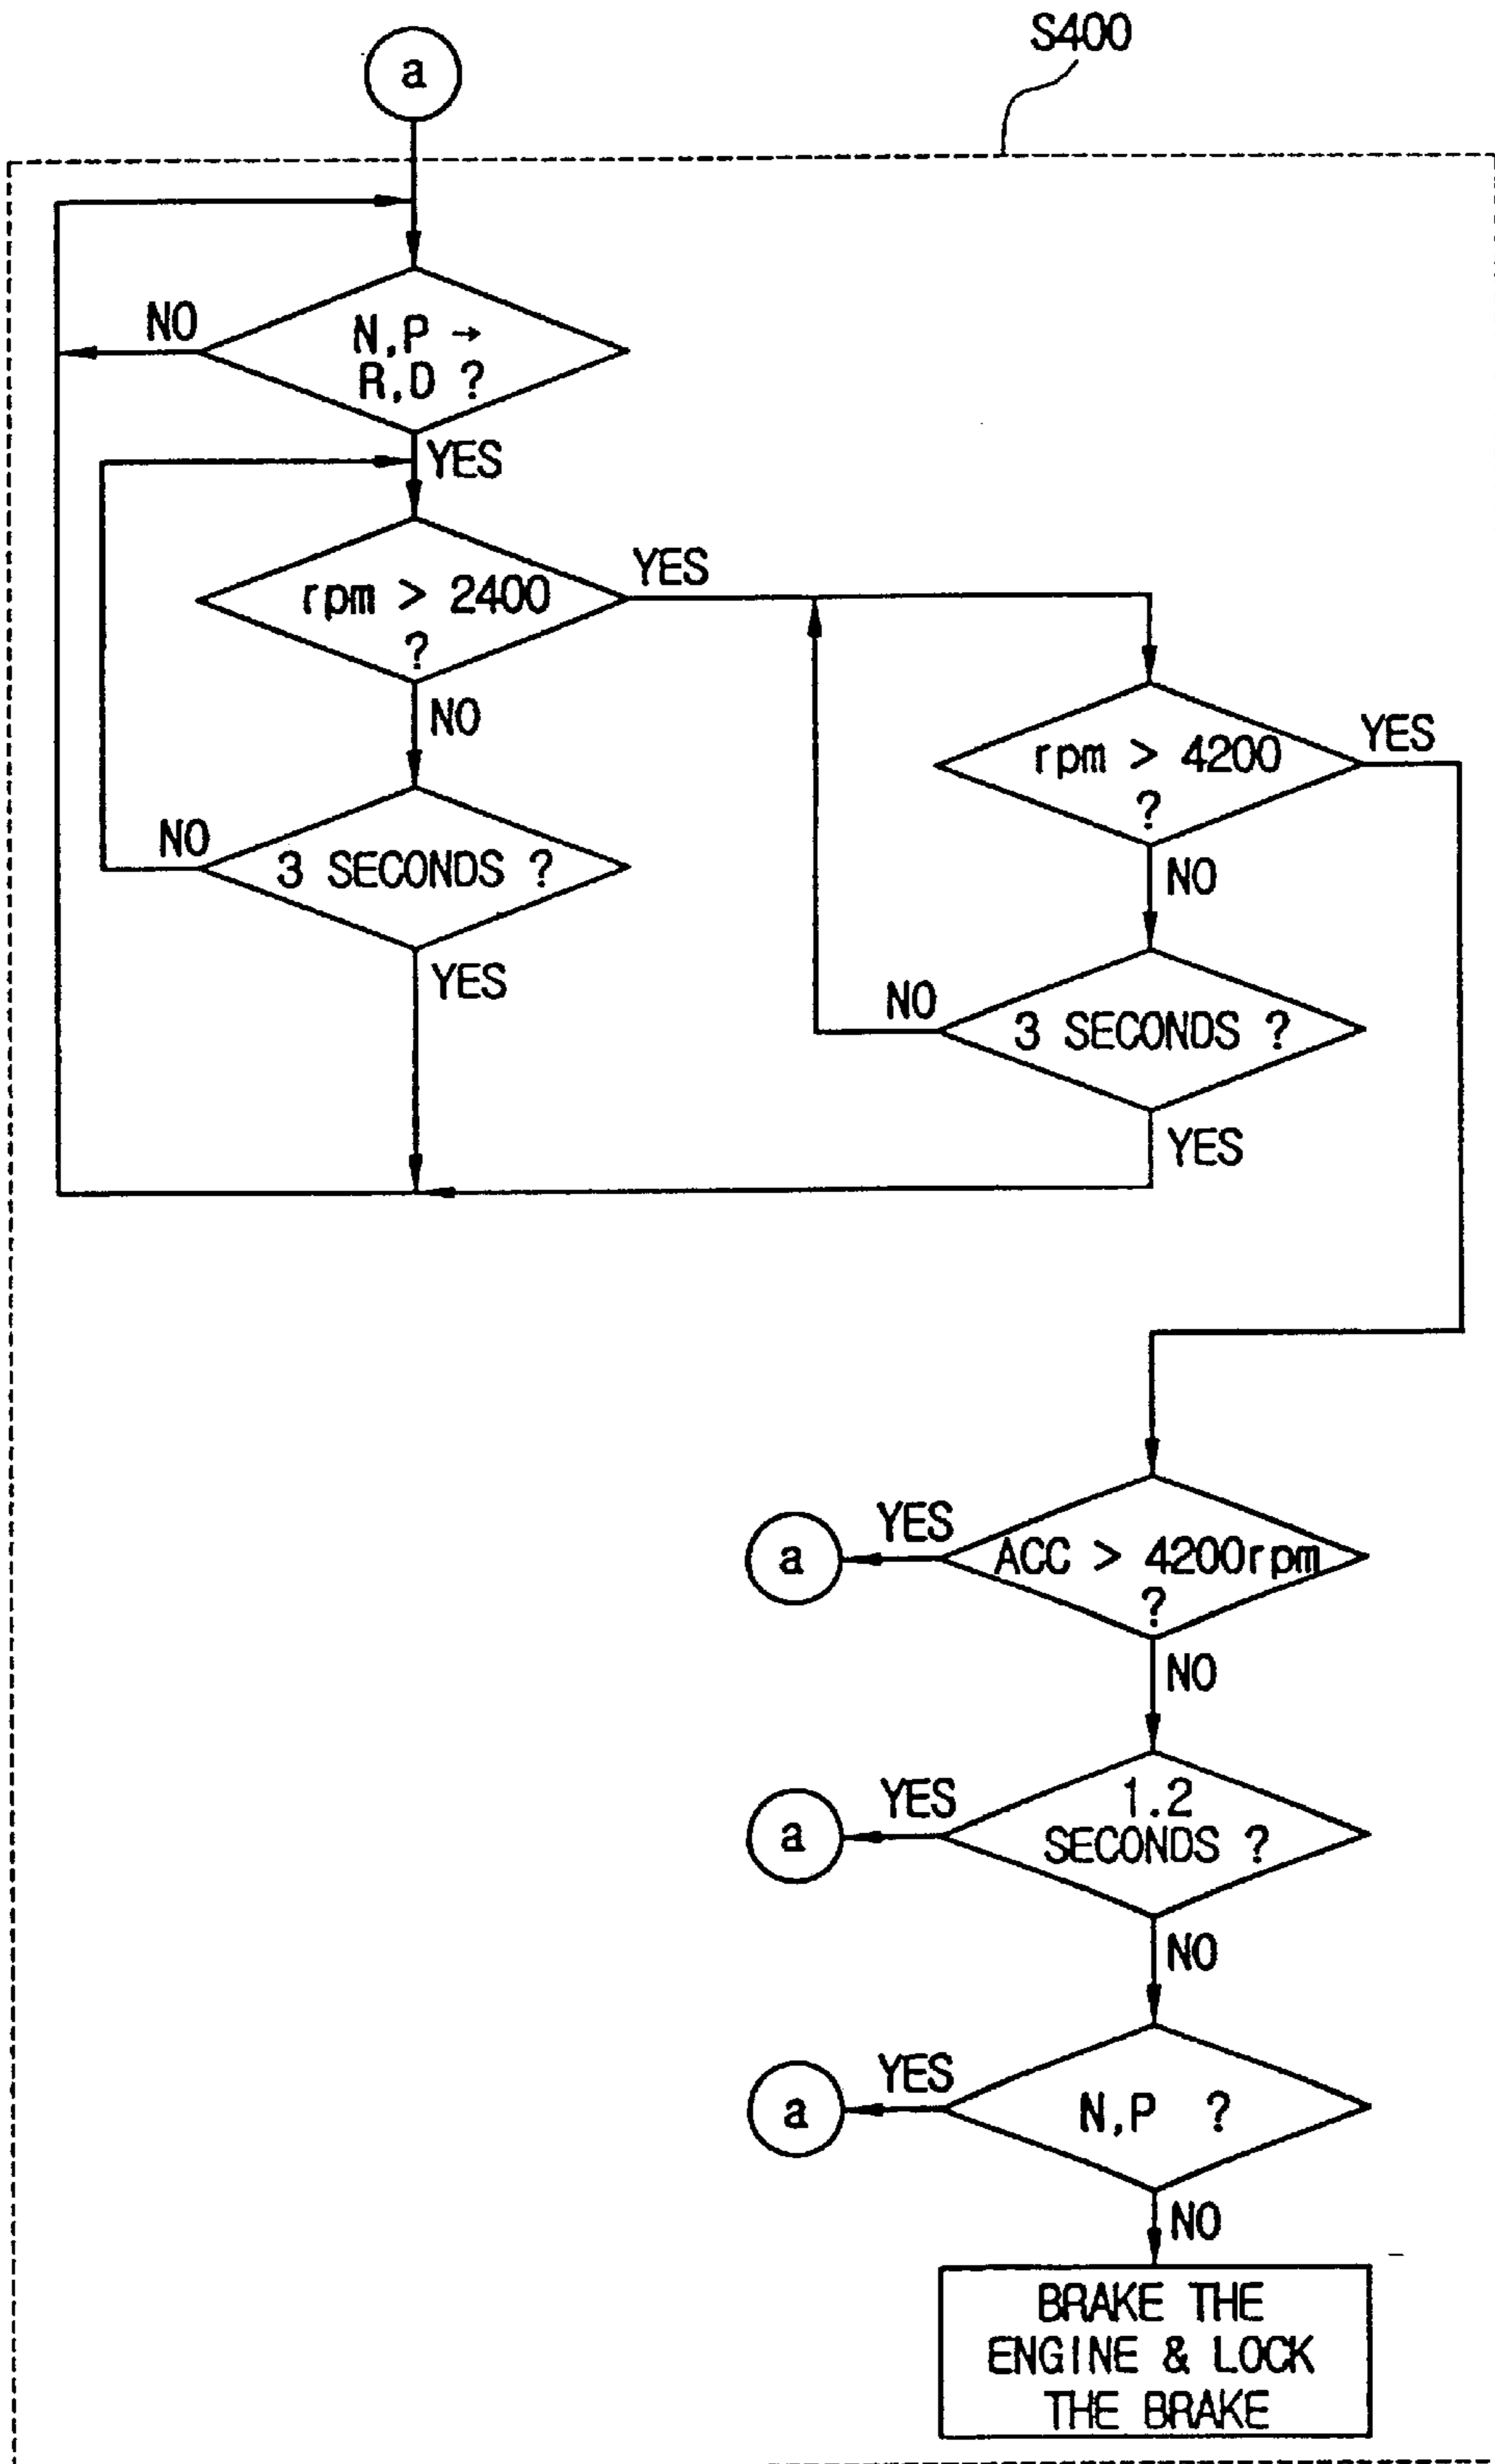 S400
a
NO
N,P →
R,D ?
YES
rpm > 2400
?
YES
NO
rpm > 4200
?
YES
NO
3 SECONDS ?
NO
YES
NO
3 SECONDS ?
YES
a
YES
ACC > 4200rpm
?
NO
a
YES
1.2
SECONDS ?
NO
a
YES
N,P ?
NO
BRAKE THE
ENGINE & LOCK
THE BRAKE